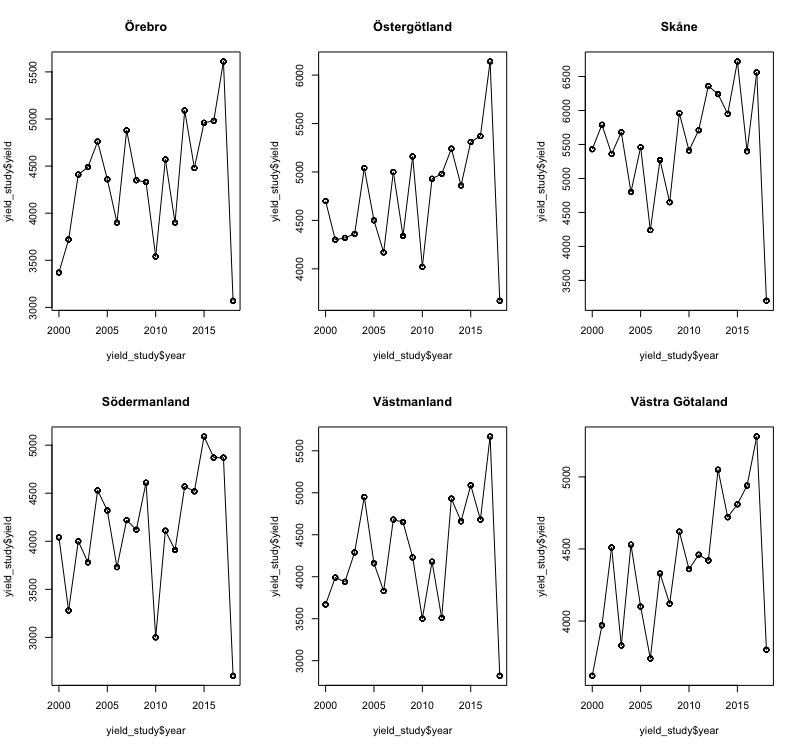 Örebro
yield_study$yield
3000 3500 4000 4500 5000 5500
2000 2005 2010 2015
yield_study$year
Östergötland
yield_study$yield
4000 4500 5000 5500 6000
2000 2005 2010 2015
yield_study$year
Skåne
yield_study$yield
3500 4000 4500 5000 5500 6000 6500
2000 2005 2010 2015
yield_study$year
Södermanland
yield_study$yield
3000 3500 4000 4500 5000
2000 2005 2010 2015
yield_study$year
Västmanland
yield_study$yield
3000 3500 4000 4500 5000 5500
2000 2005 2010 2015
yield_study$year
Västra Götaland
yield_study$yield
4000 4500 5000
2000 2005 2010 2015
yield_study$year